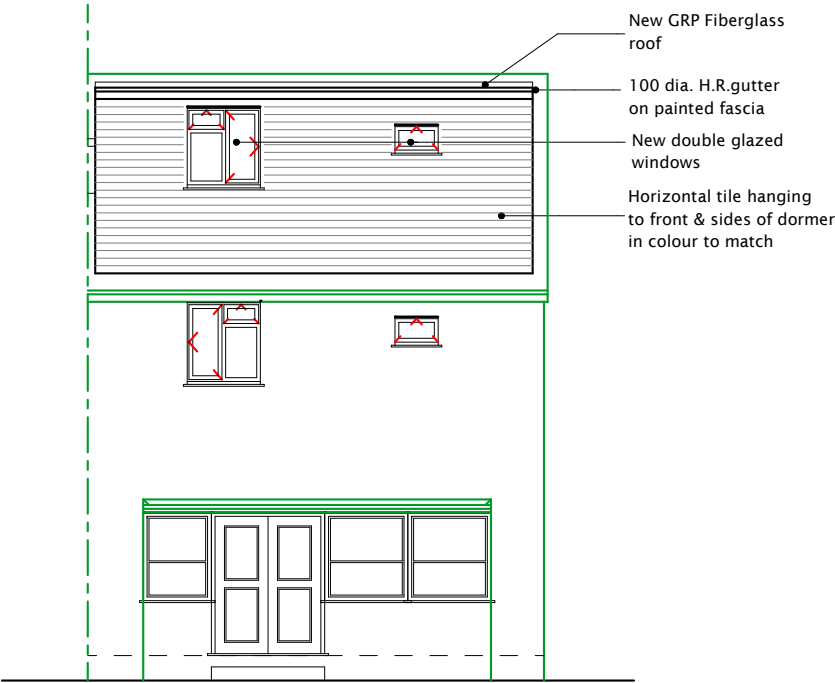 New GRP Fiberglass
roof
100 dia. H.R.gutter
on painted fascia
New double glazed
windows
Horizontal tile hanging
to front & sides of dormer
in colour to match